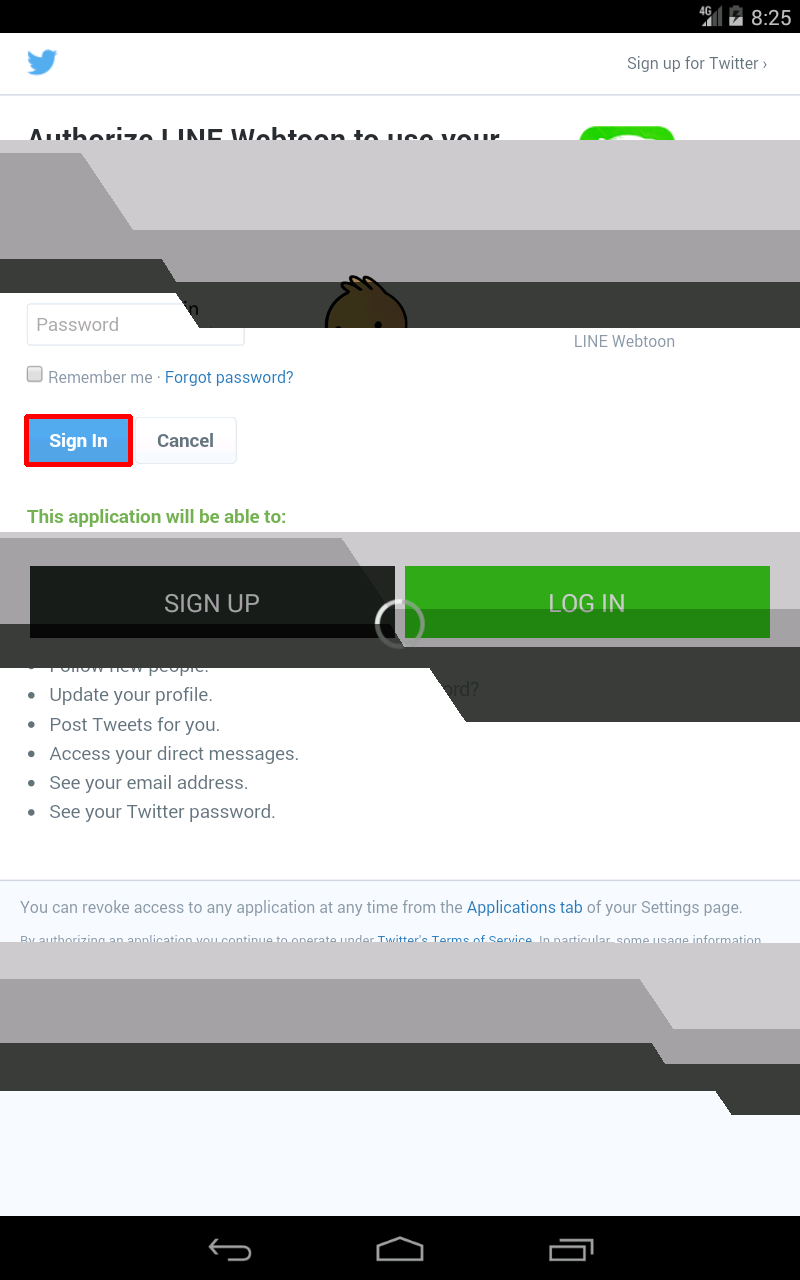 4G 8:25
Sign up for Twitter ›
Authorize LINE Webtoon to use your
Password
LINE Webtoon
Remember me · Forgot password?
Sign In Cancel
This application will be able to:
SIGN UP LOG IN
Follow new people.
Update your profile.
Post Tweets for you.
Access your direct messages.
See your email address.
See your Twitter password.
You can revoke access to any application at any time from the Applications tab of your Settings page.
By authorizing an application you continue to operate under Twitter's Terms of Service. In particular, some usage information